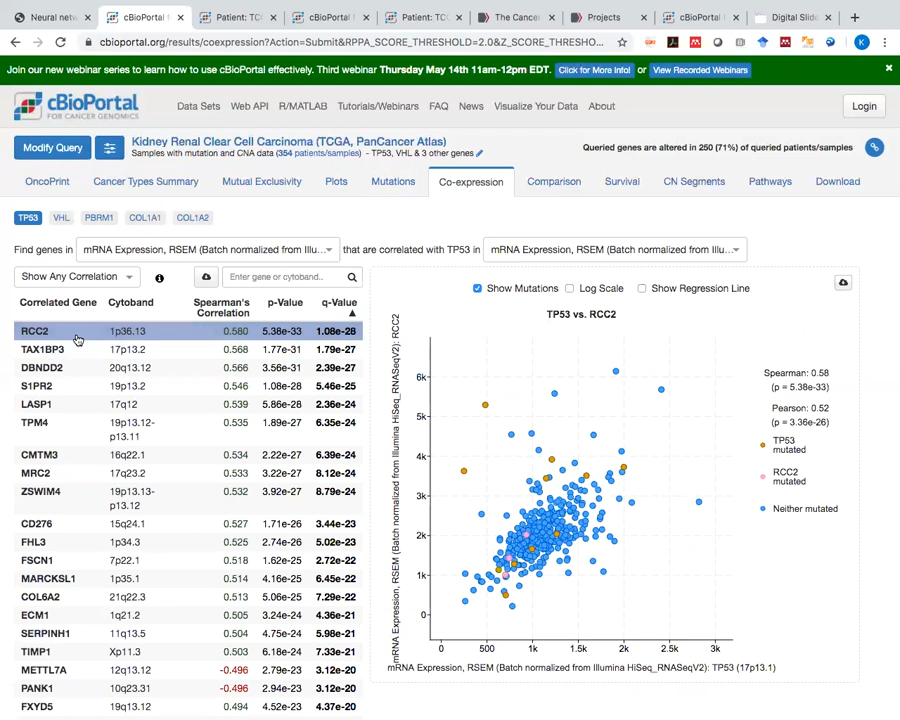 Neural netw
cBioPortal f
Patient: TC
cBioPortal f
Patient: TC
The Cancer
Projects
cBioPortal f
Digital Slide
cbioportal.org/results/coexpression?Action=Submit&RPPA_SCORE_THRESHOLD=2.0&Z_SCORE_THRESHO...
K
Join our new webinar series to learn how to use cBioPortal effectively. Third webinar Thursday May 14th 11am-12pm EDT. Click for More Info! or View Recorded Webinars
cBioPortal
FOR CANCER GENOMICS
Data Sets Web API R/MATLAB Tutorials/Webinars FAQ News Visualize Your Data About
Login
Modify Query
Kidney Renal Clear Cell Carcinoma (TCGA, PanCancer Atlas)
Samples with mutation and CNA data (354 patients/samples) - TP53, VHL & 3 other genes
Queried genes are altered in 250 (71%) of queried patients/samples
OncoPrint Cancer Types Summary Mutual Exclusivity Plots Mutations Co-expression Comparison Survival CN Segments Pathways Download
TP53 VHL PBRM1 COL1A1 COL1A2
Find genes in mRNA Expression, RSEM (Batch normalized from Illu... that are correlated with TP53 in mRNA Expression, RSEM (Batch normalized from Illu...
Show Any Correlation
Enter gene or cytoband..
Correlated Gene Cytoband Spearman's Correlation p-Value q-Value
RCC2 1p36.13 0.580 5.38e-33 1.08e-28
TAX1BP3 17p13.2 0.568 1.77e-31 1.79e-27
DBNDD2 20q13.12 0.566 3.56e-31 2.39e-27
S1PR2 19p13.2 0.546 1.08e-28 5.46e-25
LASP1 17q12 0.539 5.86e-28 2.36e-24
TPM4 19p13.12-p13.11 0.535 1.89e-27 6.35e-24
CMTM3 16q22.1 0.534 2.22e-27 6.39e-24
MRC2 17q23.2 0.533 3.22e-27 8.12e-24
ZSWIM4 19p13.13-p13.12 0.532 3.92e-27 8.79e-24
CD276 15q24.1 0.527 1.71e-26 3.44e-23
FHL3 1p34.3 0.525 2.74e-26 5.02e-23
FSCN1 7p22.1 0.518 1.62e-25 2.72e-22
MARCKSL1 1p35.1 0.514 4.16e-25 6.45e-22
COL6A2 21q22.3 0.513 5.06e-25 7.29e-22
ECM1 1q21.2 0.505 3.24e-24 4.36e-21
SERPINH1 11q13.5 0.504 4.75e-24 5.98e-21
TIMP1 Xp11.3 0.503 6.18e-24 7.33e-21
METTL7A 12q13.12 -0.496 2.79e-23 3.12e-20
PANK1 10q23.31 -0.496 2.94e-23 3.12e-20
FXYD5 19q13.12 0.494 4.52e-23 4.37e-20
Show Mutations Log Scale Show Regression Line
TP53 vs. RCC2
mRNA Expression, RSEM (Batch normalized from Illumina HiSeq_RNASeqV2): RCC2
6k
5k
4k
3k
2k
1k
0
0 500 1k 1.5k 2k 2.5k 3k
mRNA Expression, RSEM (Batch normalized from Illumina HiSeq_RNASeqV2): TP53 (17p13.1)
Spearman: 0.58
(p = 5.38e-33)
Pearson: 0.52
(p = 3.36e-26)
TP53
mutated
RCC2
mutated
Neither mutated